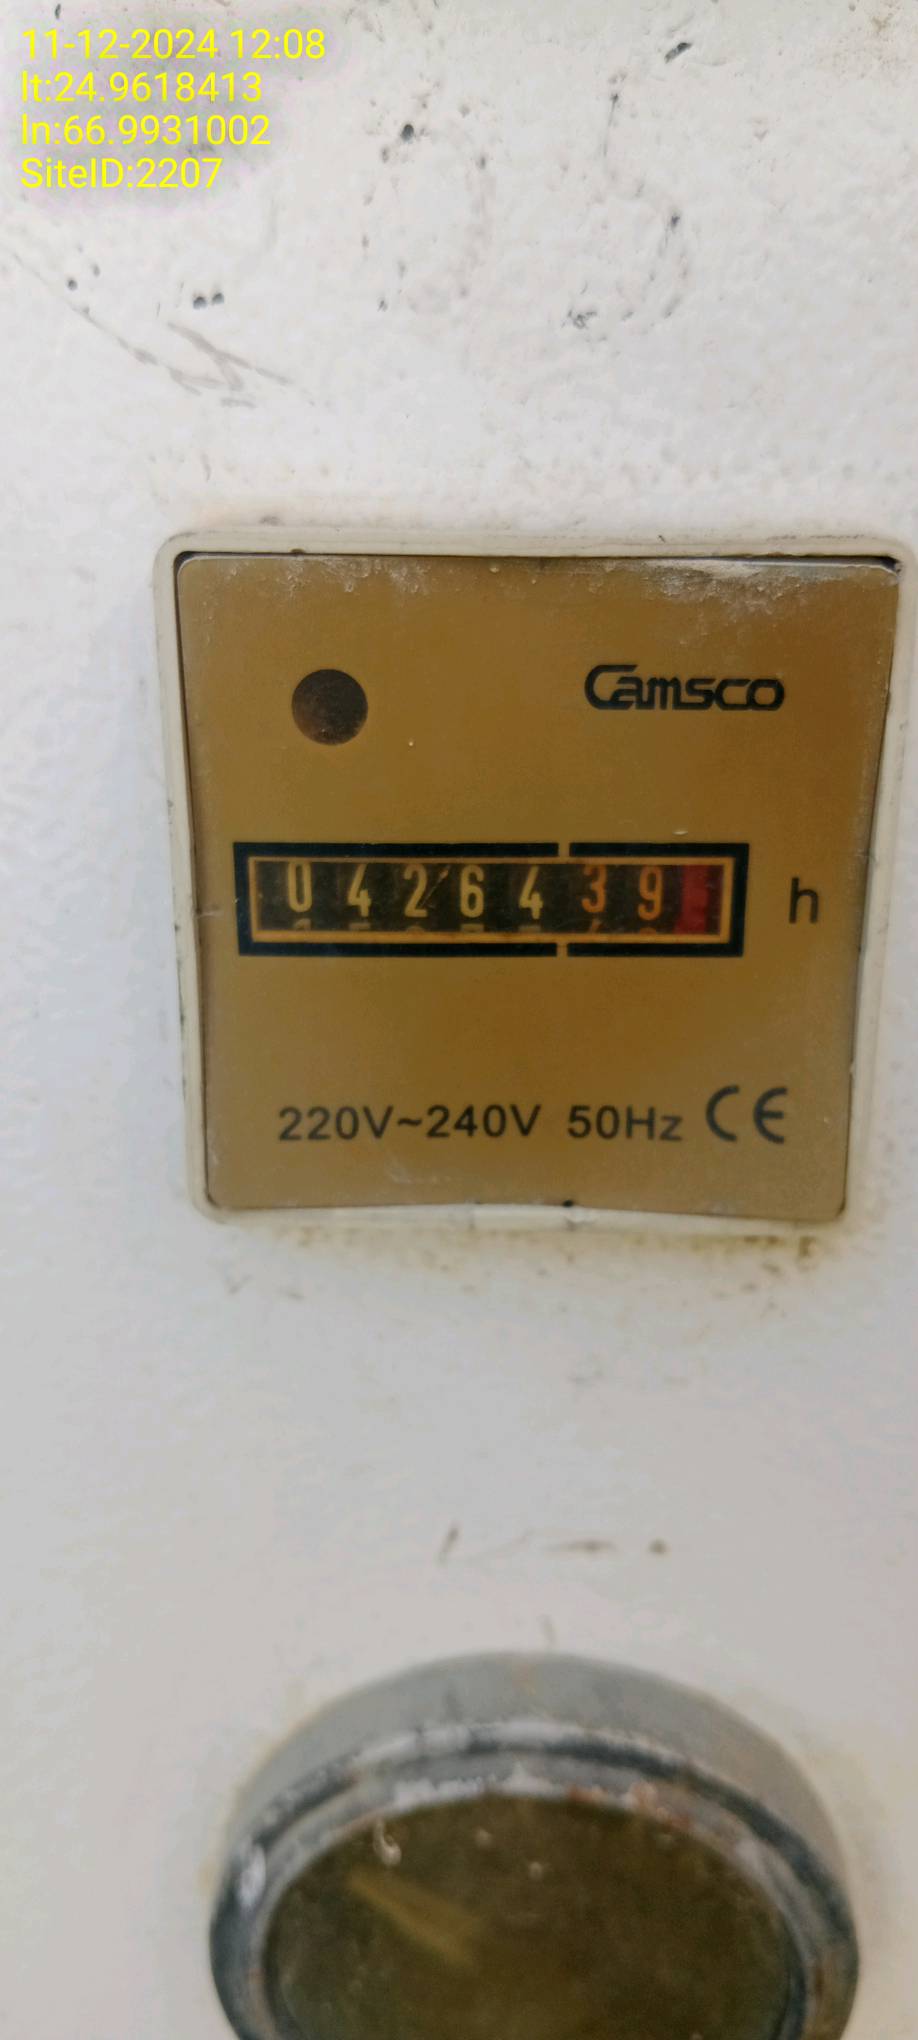 11-12-2024 12:08
lt:24.9618413
ln:66.9931002
SiteID:2207
Camsco
0426439 h
220V~240V 50Hz CE